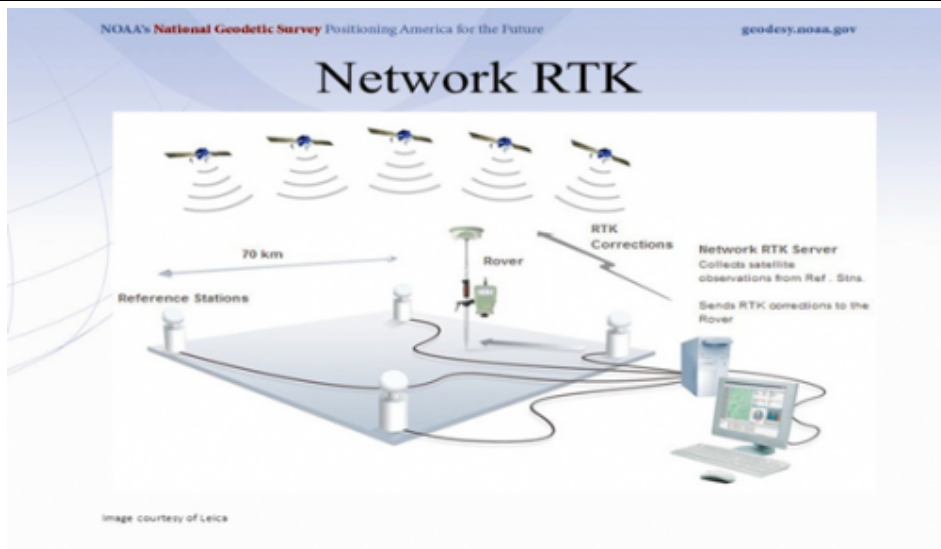 NOAA's National Geodetic Survey Positioning America for the Future
geodesy.noaa.gov
Network RTK
RTK
Corrections
70 km
Rover
Network RTK Server
Collects satellite
observations from Ref . Stns.
Reference Stations
Sends RTK corrections to the
Rover
Image courtesy of Leica